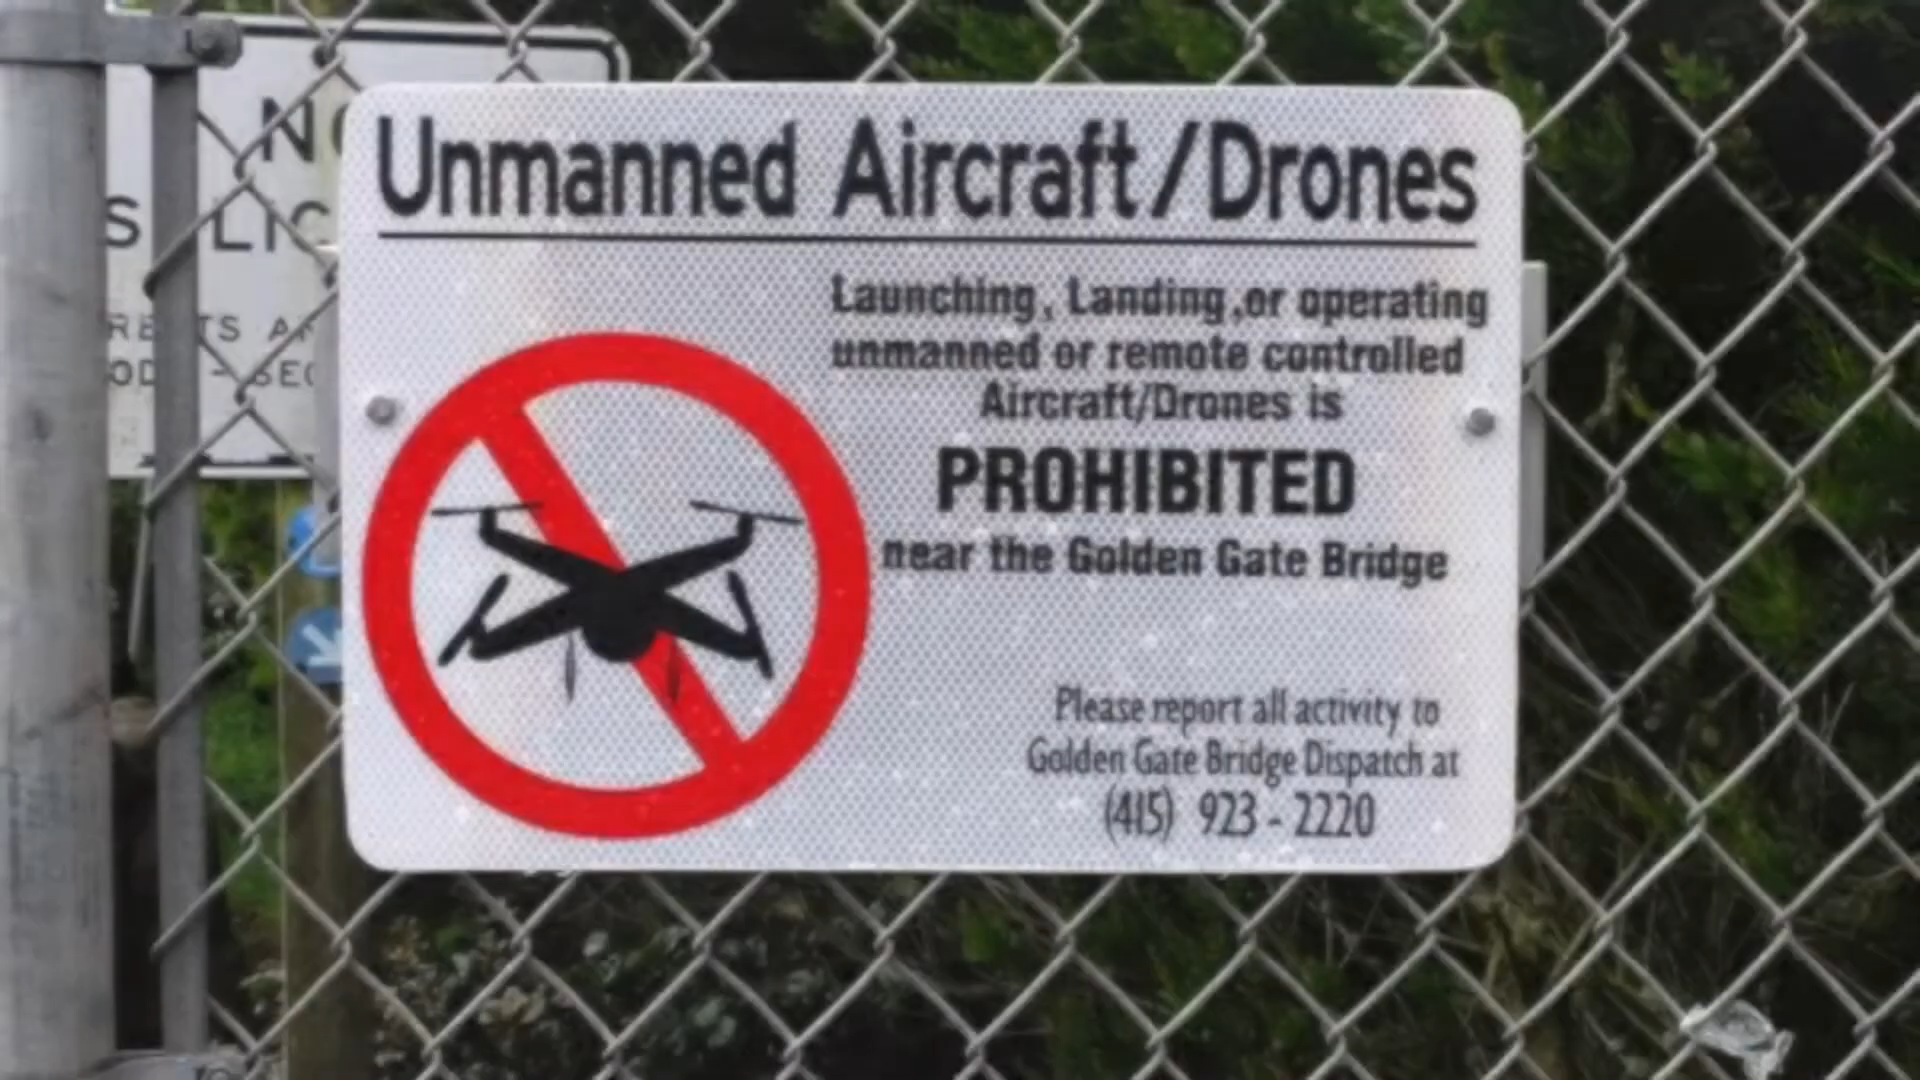 Unmanned Aircraft/Drones
Launching, Landing,or operating
unmanned or remote controlled
Aircraft/Drones is
PROHIBITED
near the Golden Gate Bridge
Please report all activity to
Golden Gate Bridge Dispatch at
(415) 923 - 2220